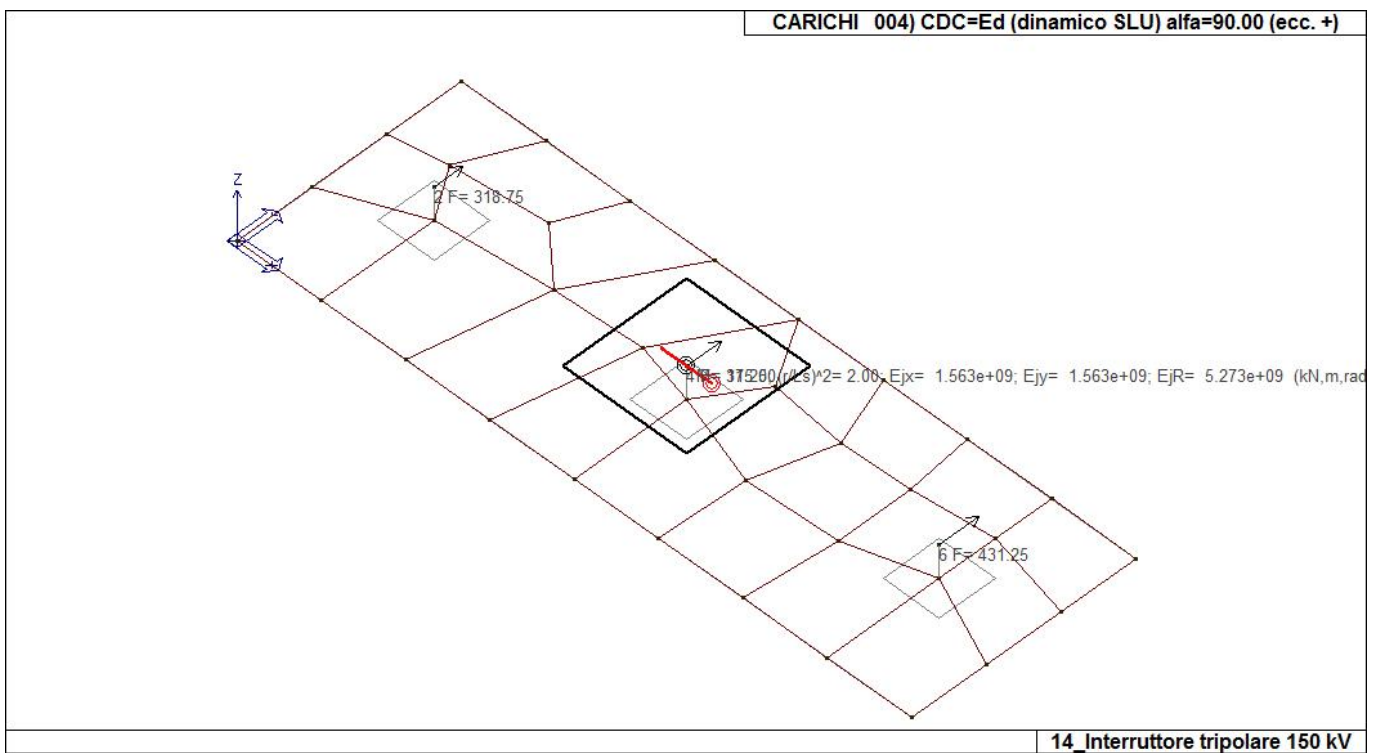 CARICHI 004) CDC=Ed (dinamico SLU) alfa=90.00 (ecc. +)
Z
2 F= 318.75
(r/Ls)^2= 2.00; Ejx= 1.563e+09; Ejy= 1.563e+09; EjR= 5.273e+09 (kN,m,rad
6 F= 431.25
14_Interruttore tripolare 150 kV